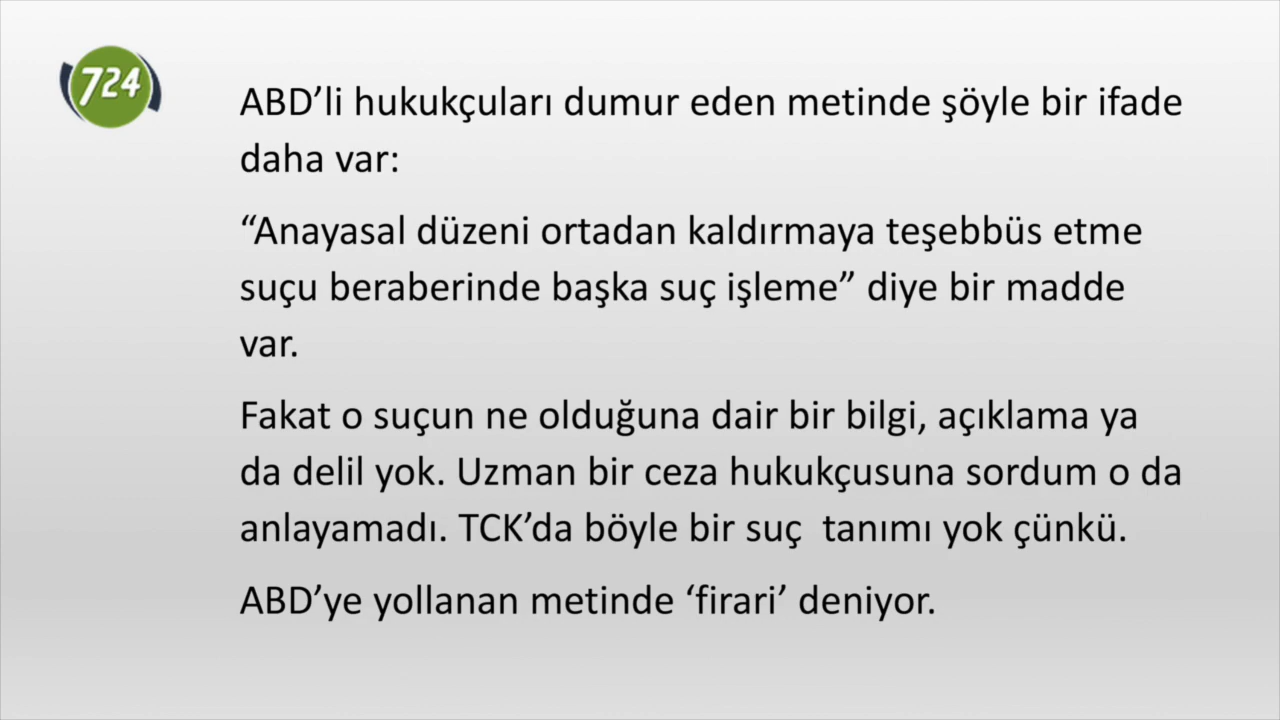 724
ABD’li hukukçuları dumur eden metinde şöyle bir ifade
daha var:
“Anayasal düzeni ortadan kaldırmaya teşebbüs etme
suçu beraberinde başka suç işleme” diye bir madde
var.
Fakat o suçun ne olduğuna dair bir bilgi, açıklama ya
da delil yok. Uzman bir ceza hukukçusuna sordum o da
anlayamadı. TCK’da böyle bir suç  tanımı yok çünkü.
ABD’ye yollanan metinde ‘firari’ deniyor.